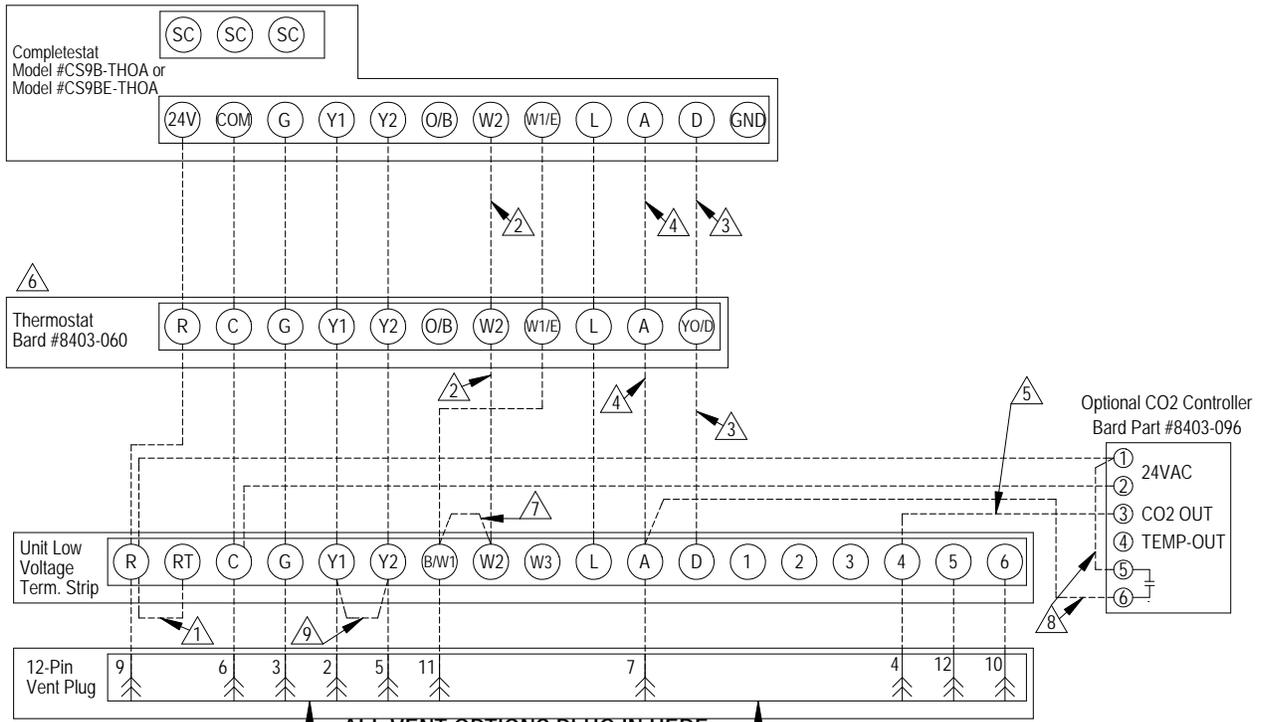 SC SC SC
Completestat
Model #CS9B-THOA or
Model #CS9BE-THOA
24V COM G Y1 Y2 O/B W2 W1/E L A D GND
2 4 3
6
Thermostat
Bard #8403-060
R C G Y1 Y2 O/B W2 W1/E L A YO/D
2 4 3
5
Optional CO2 Controller
Bard Part #8403-096
1
24VAC
2
3 CO2 OUT
4 TEMP-OUT
5
6
7
Unit Low
Voltage
Term. Strip
R RT C G Y1 Y2 B/W1 W2 W3 L A D 1 2 3 4 5 6
1 9 8
12-Pin
Vent Plug
9 6 3 2 5 11 7 4 12 10
ALL VENT OPTIONS PLUG IN HERE